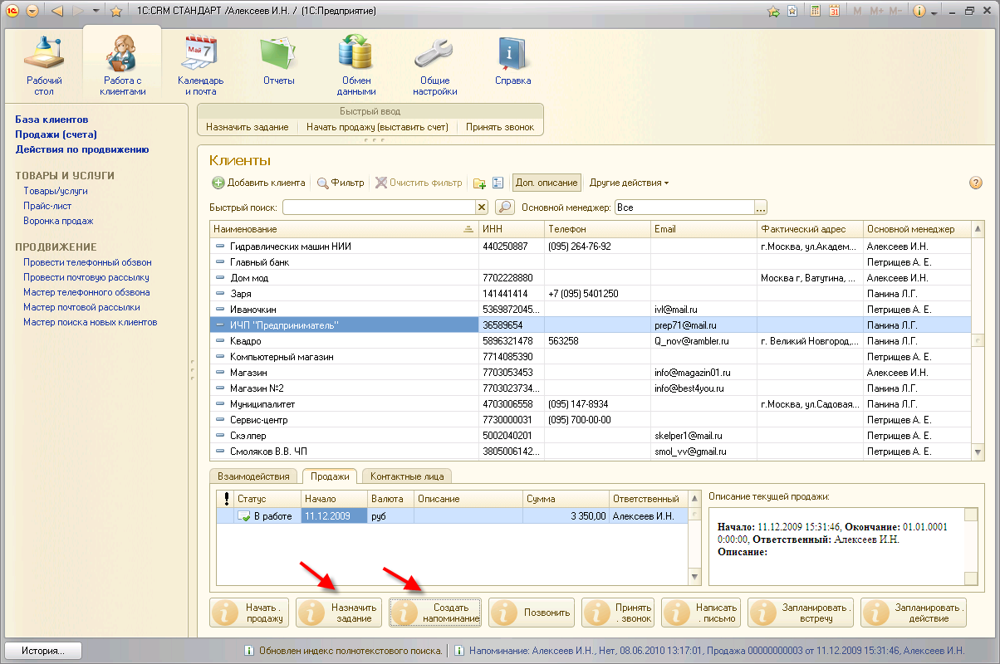 1С:CRM СТАНДАРТ /Алексеев И.Н. / (1С:Предприятие)
M M+ M-
Рабочий стол
Работа с клиентами
Календарь и почта
Отчеты
Обмен данными
Общие настройки
Справка
База клиентов
Продажи (счета)
Действия по продвижению
ТОВАРЫ И УСЛУГИ
Товары/услуги
Прайс-лист
Воронка продаж
ПРОДВИЖЕНИЕ
Провести телефонный обзвон
Провести почтовую рассылку
Мастер телефонного обзвона
Мастер почтовой рассылки
Мастер поиска новых клиентов
Быстрый ввод
Назначить задание Начать продажу (выставить счет) Принять звонок
Клиенты
Добавить клиента Фильтр Очистить фильтр Доп. описание Другие действия
Быстрый поиск: Основной менеджер: Все ...
Наименование ИНН Телефон Email Фактический адрес Основной менеджер
Гидравлических машин НИИ 440250887 (095) 264-76-92 г.Москва, ул.Академ... Алексеев И.Н.
Главный банк Петрищев А. Е.
Дом мод 7702228880 Москва г, Ватутина, ... Алексеев И.Н.
Заря 141441414 +7 (095) 5401250 Панина Л.Г.
Иваночкин 5369872045... ivl@mail.ru Петрищев А. Е.
ИЧП "Предприниматель" 36589654 prep71@mail.ru Панина Л.Г.
Квадро 5896321478 563258 Q_nov@rambler.ru г. Великий Новгород,... Панина Л.Г.
Компьютерный магазин 7714085390 Петрищев А. Е.
Магазин 7703053453 info@magazin01.ru Алексеев И.Н.
Магазин №2 7703023734... info@best4you.ru Панина Л.Г.
Муниципалитет 4703006558 (095) 147-8934 г.Москва, ул.Садовая... Панина Л.Г.
Сервис-центр 7730000031 (095) 700-00-00 Петрищев А. Е.
Скэлпер 5002040201 skelper1@mail.ru Петрищев А. Е.
Смоляков В.В. ЧП 3805006142... smol_vv@gmail.ru Петрищев А. Е.
Взаимодействия Продажи Контактные лица
! Статус Начало Валюта Описание Сумма Ответственный
В работе 11.12.2009 руб 3 350,00 Алексеев И.Н.
Описание текущей продажи:
Начало: 11.12.2009 15:31:46, Окончание: 01.01.0001
0:00:00, Ответственный: Алексеев И.Н.
Описание:
Начать . продажу
Назначить задание
Создать напоминание
Позвонить
Принять . звонок
Написать . письмо
Запланировать . встречу
Запланировать . действие
История...
Обновлен индекс полнотекстового поиска.
Напоминание: Алексеев И.Н., Нет, 08.06.2010 13:17:01, Продажа 00000000003 от 11.12.2009 15:31:46, Алексеев И.Н.